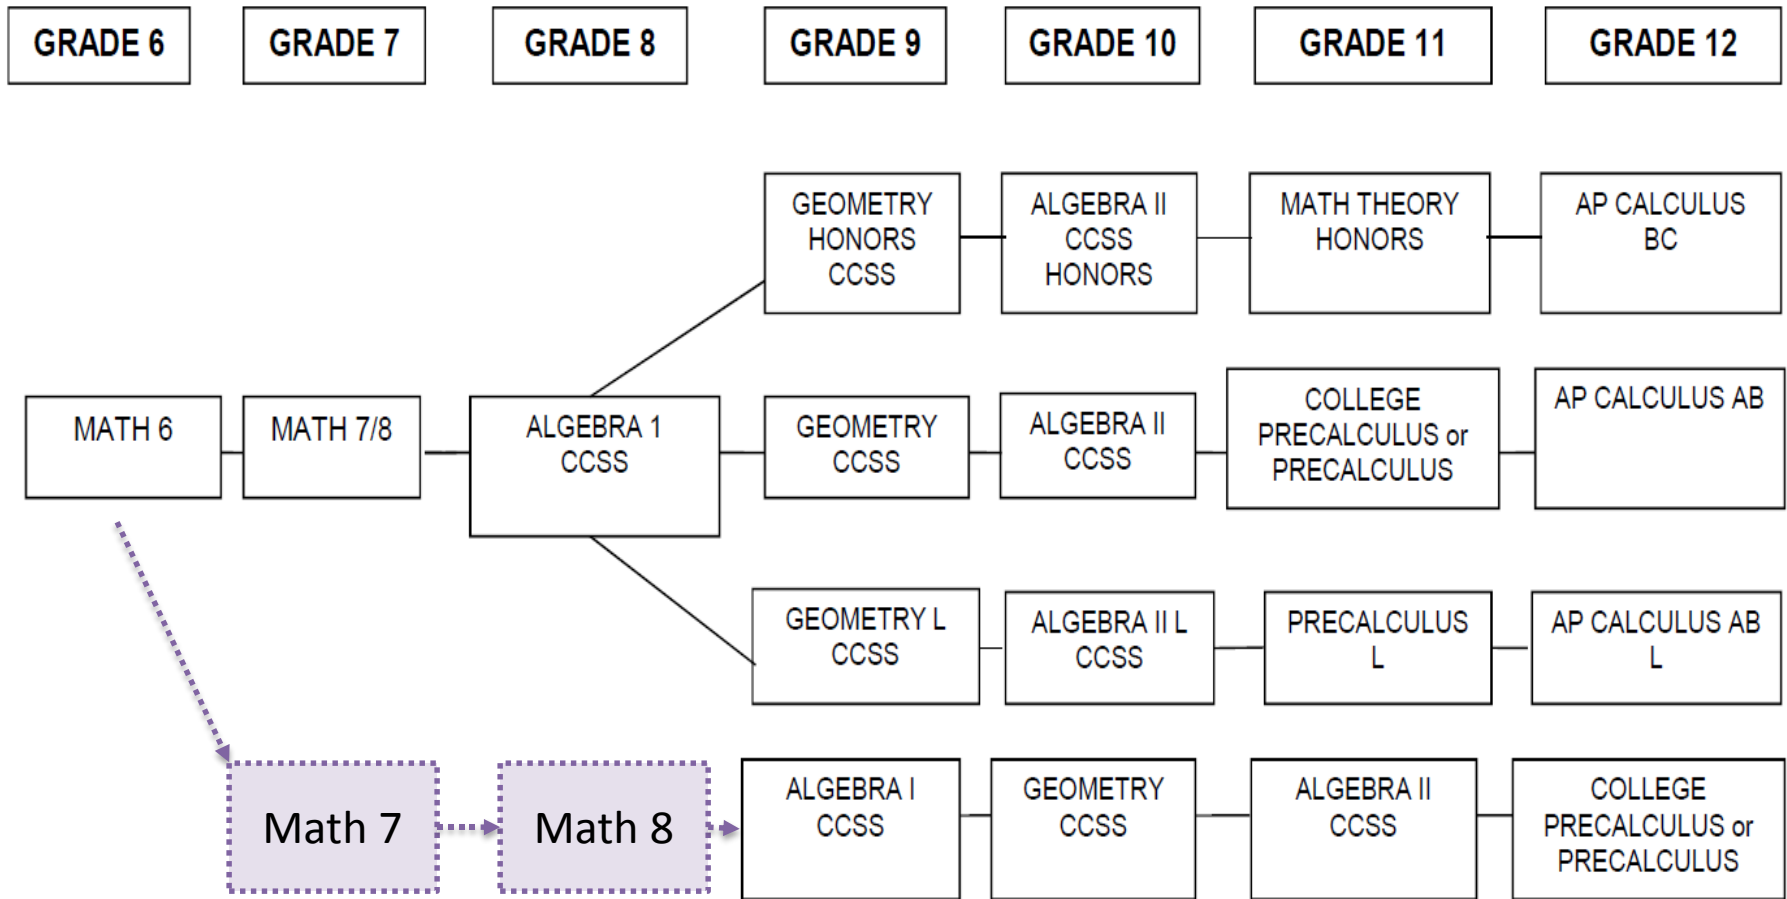 GRADE 6
GRADE 7
GRADE 8
GRADE 9
GRADE 10
GRADE 11
GRADE 12
GEOMETRY
HONORS
CCSS
ALGEBRA II
CCSS
HONORS
MATH THEORY
HONORS
AP CALCULUS
BC
MATH 6
MATH 7/8
ALGEBRA 1
CCSS
GEOMETRY
CCSS
ALGEBRA II
CCSS
COLLEGE
PRECALCULUS or
PRECALCULUS
AP CALCULUS AB
GEOMETRY L
CCSS
ALGEBRA II L
CCSS
PRECALCULUS
L
AP CALCULUS AB
L
Math 7
Math 8
ALGEBRA I
CCSS
GEOMETRY
CCSS
ALGEBRA II
CCSS
COLLEGE
PRECALCULUS or
PRECALCULUS